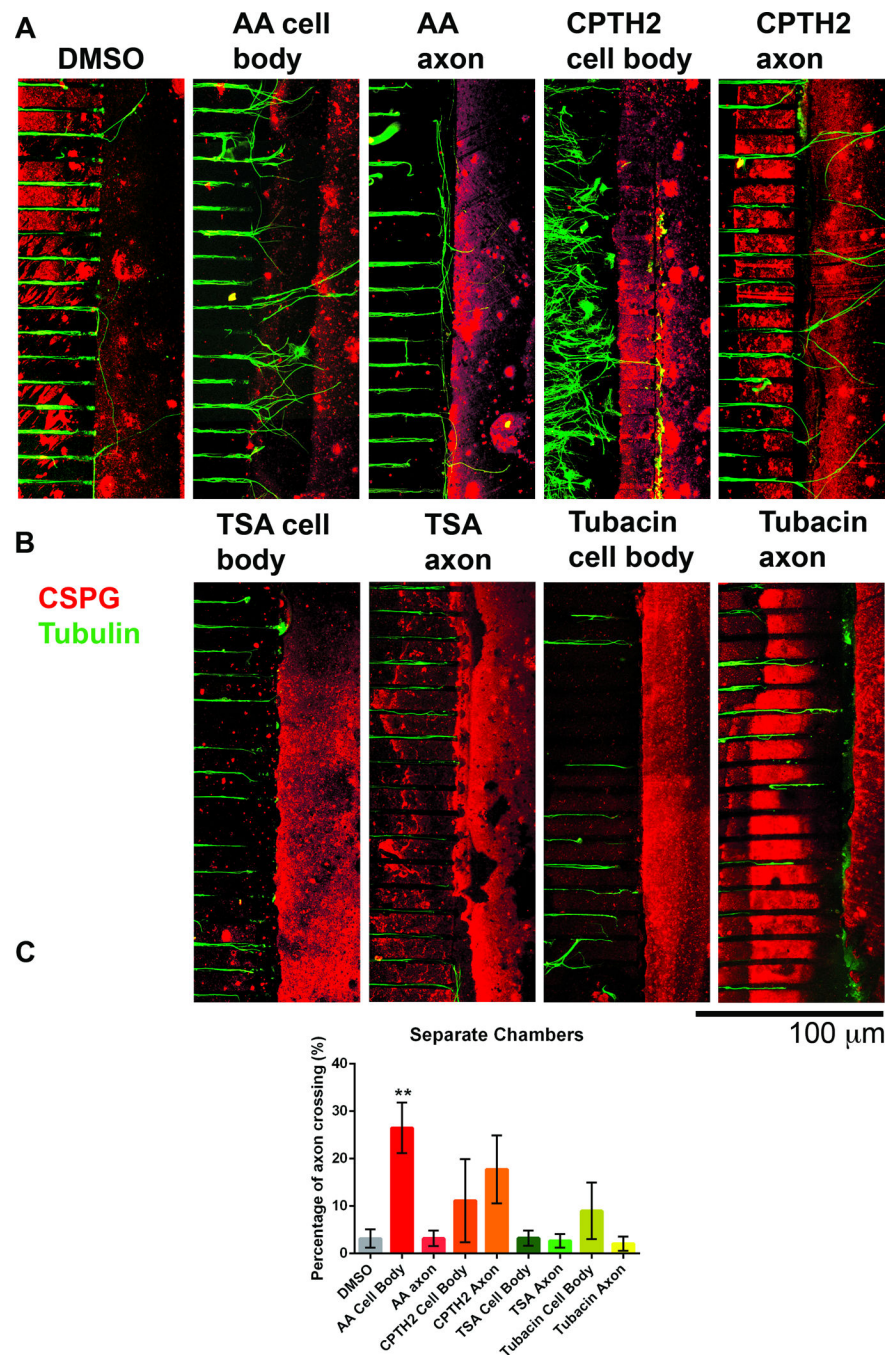 A
DMSO
AA cell
body
AA
axon
CPTH2
cell body
CPTH2
axon
B
TSA cell
body
TSA
axon
Tubacin
cell body
Tubacin
axon
CSPG
Tubulin
C
100 μm
Separate Chambers
Percentage of axon crossing (%)
40
30
20
10
0
**
DMSO
AA Cell Body
AA axon
CPTH2 Cell Body
CPTH2 Axon
TSA Cell Body
TSA Axon
Tubacin Cell Body
Tubacin Axon